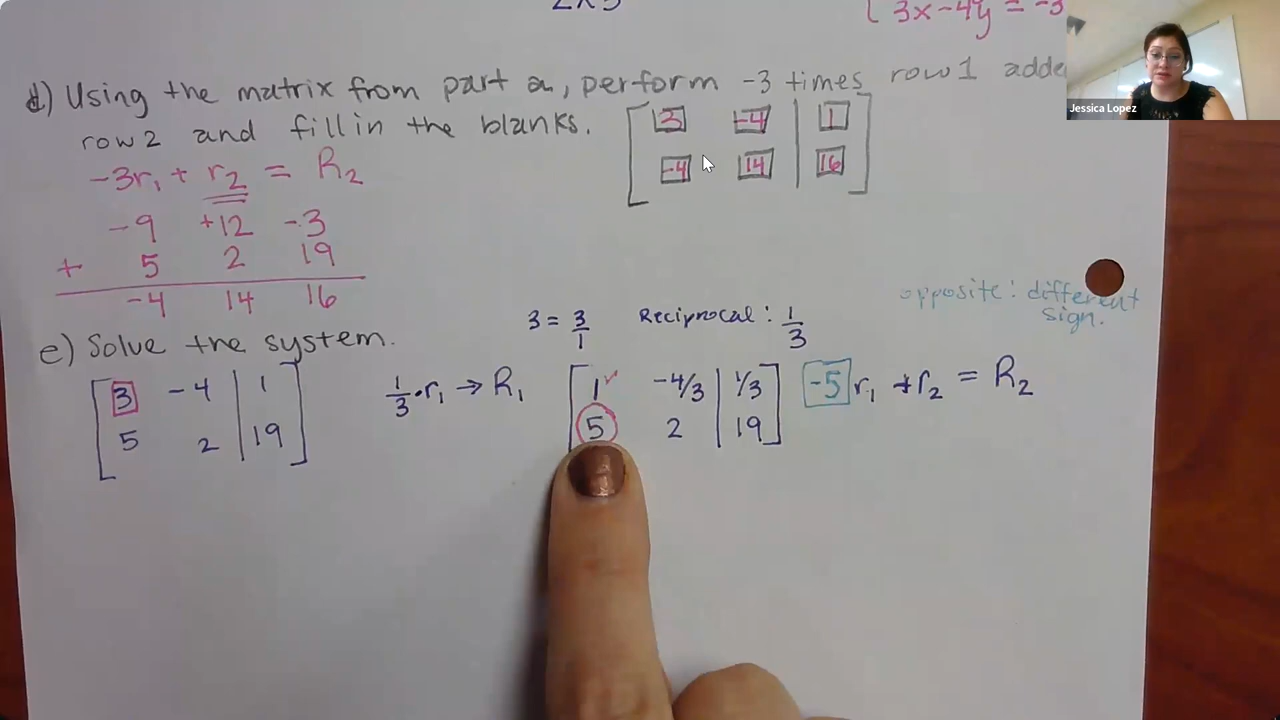 2x3
3x-4y = -3
Jessica Lopez
d) Using the matrix from part a, perform -3 times row 1 adde
row 2 and fill in the blanks.
[ 3 -4 | 1 ]
[ -4 14 | 16 ]
-3r₁ + r₂ = R₂
-9 +12 -3
+ 5 2 19
-4 14 16
opposite: different
sign.
3 = 3/1 Reciprocal: 1/3
e) Solve the system.
[ 3 -4 | 1 ] 1/3 · r₁ → R₁ [ 1 -4/3 | 1/3 ] -5 r₁ + r₂ = R₂
[ 5 2 | 19 ] [ 5 2 | 19 ]